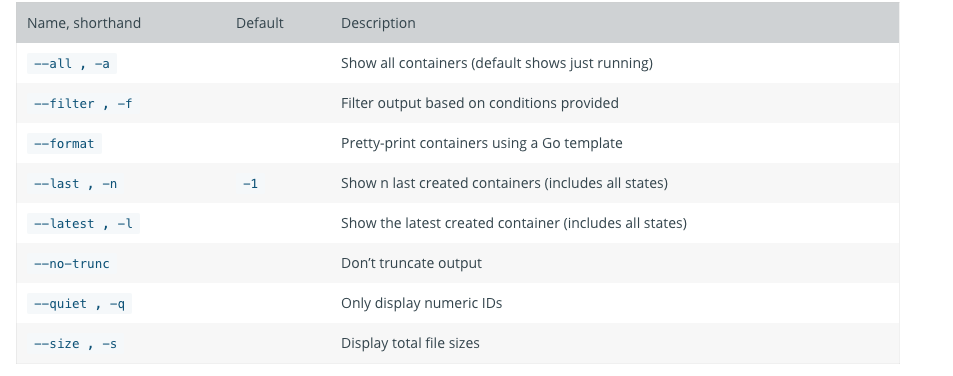 Name, shorthand Default Description
--all , -a Show all containers (default shows just running)
--filter , -f Filter output based on conditions provided
--format Pretty-print containers using a Go template
--last , -n -1 Show n last created containers (includes all states)
--latest , -l Show the latest created container (includes all states)
--no-trunc Don’t truncate output
--quiet , -q Only display numeric IDs
--size , -s Display total file sizes